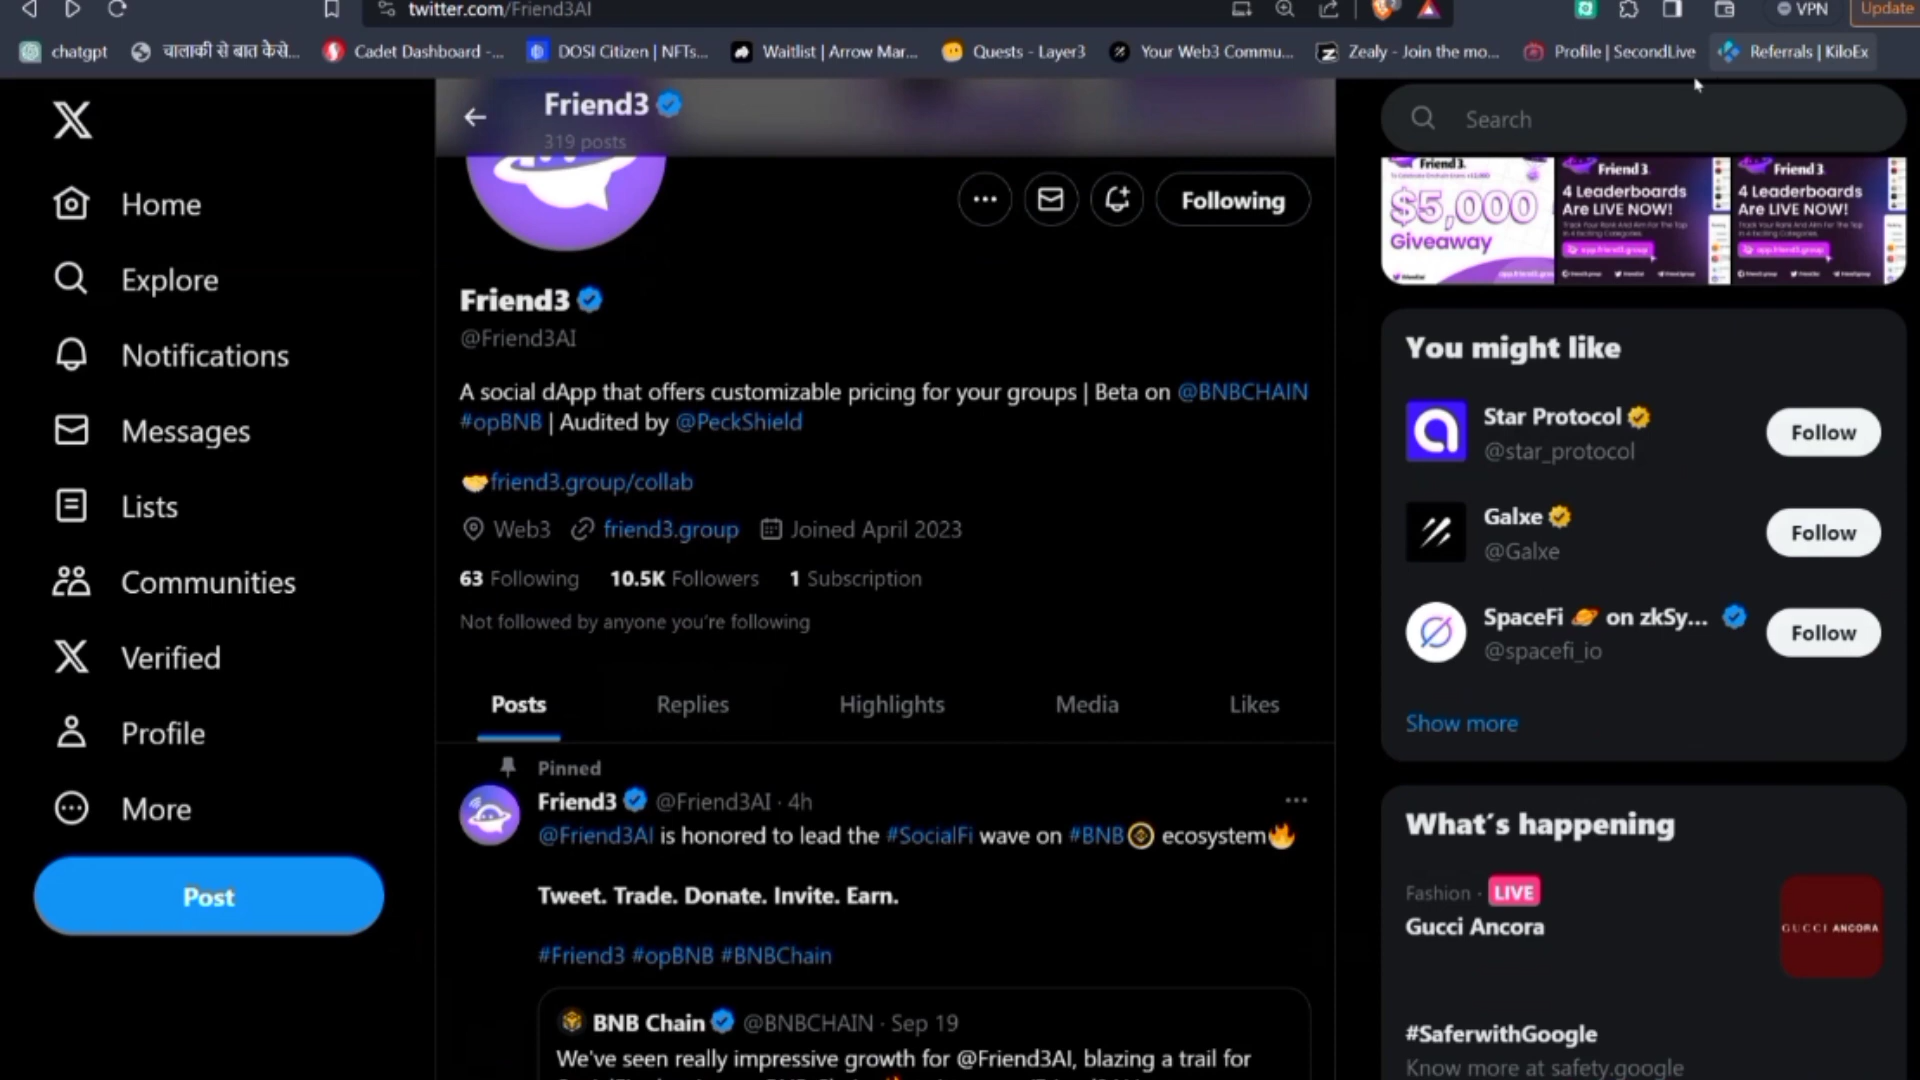 twitter.com/Friend3AI
VPN
Update
chatgpt
चालाकी से बात कैसे...
Cadet Dashboard -...
DOSI Citizen | NFTs...
Waitlist | Arrow Mar...
Quests - Layer3
Your Web3 Commu...
Zealy - Join the mo...
Profile | SecondLive
Referrals | KiloEx
Home
Explore
Notifications
Messages
Lists
Communities
Verified
Profile
More
Post
Friend3
319 posts
Following
Friend3
@Friend3AI
A social dApp that offers customizable pricing for your groups | Beta on @BNBCHAIN
#opBNB | Audited by @PeckShield
🤝friend3.group/collab
Web3 friend3.group Joined April 2023
63 Following 10.5K Followers 1 Subscription
Not followed by anyone you're following
Posts Replies Highlights Media Likes
Pinned
Friend3 @Friend3AI · 4h
@Friend3AI is honored to lead the #SocialFi wave on #BNB ecosystem🔥
Tweet. Trade. Donate. Invite. Earn.
#Friend3 #opBNB #BNBChain
BNB Chain @BNBCHAIN · Sep 19
We've seen really impressive growth for @Friend3AI, blazing a trail for
Search
Friend3
$5,000
Giveaway
Friend3
4 Leaderboards
Are LIVE NOW!
app.friend3.group
Friend3
4 Leaderboards
Are LIVE NOW!
app.friend3.group
You might like
Star Protocol
@star_protocol
Follow
Galxe
@Galxe
Follow
SpaceFi 🪐 on zkSy...
@spacefi_io
Follow
Show more
What's happening
Fashion · LIVE
Gucci Ancora
GUCCI ANCORA
#SaferwithGoogle
Know more at safety.google